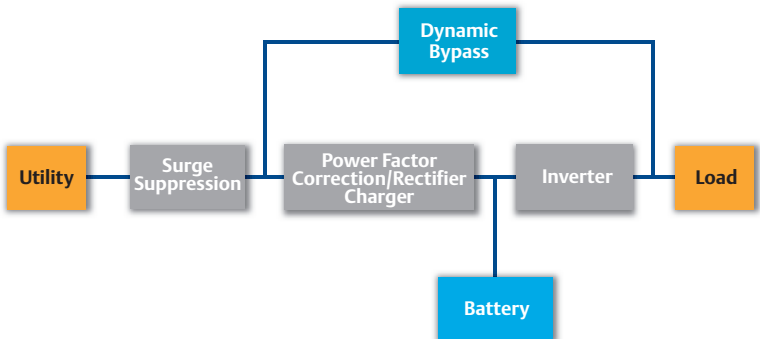 Dynamic
Bypass
Utility
Surge
Suppression
Power Factor
Correction/Rectifier
Charger
Inverter
Load
Battery